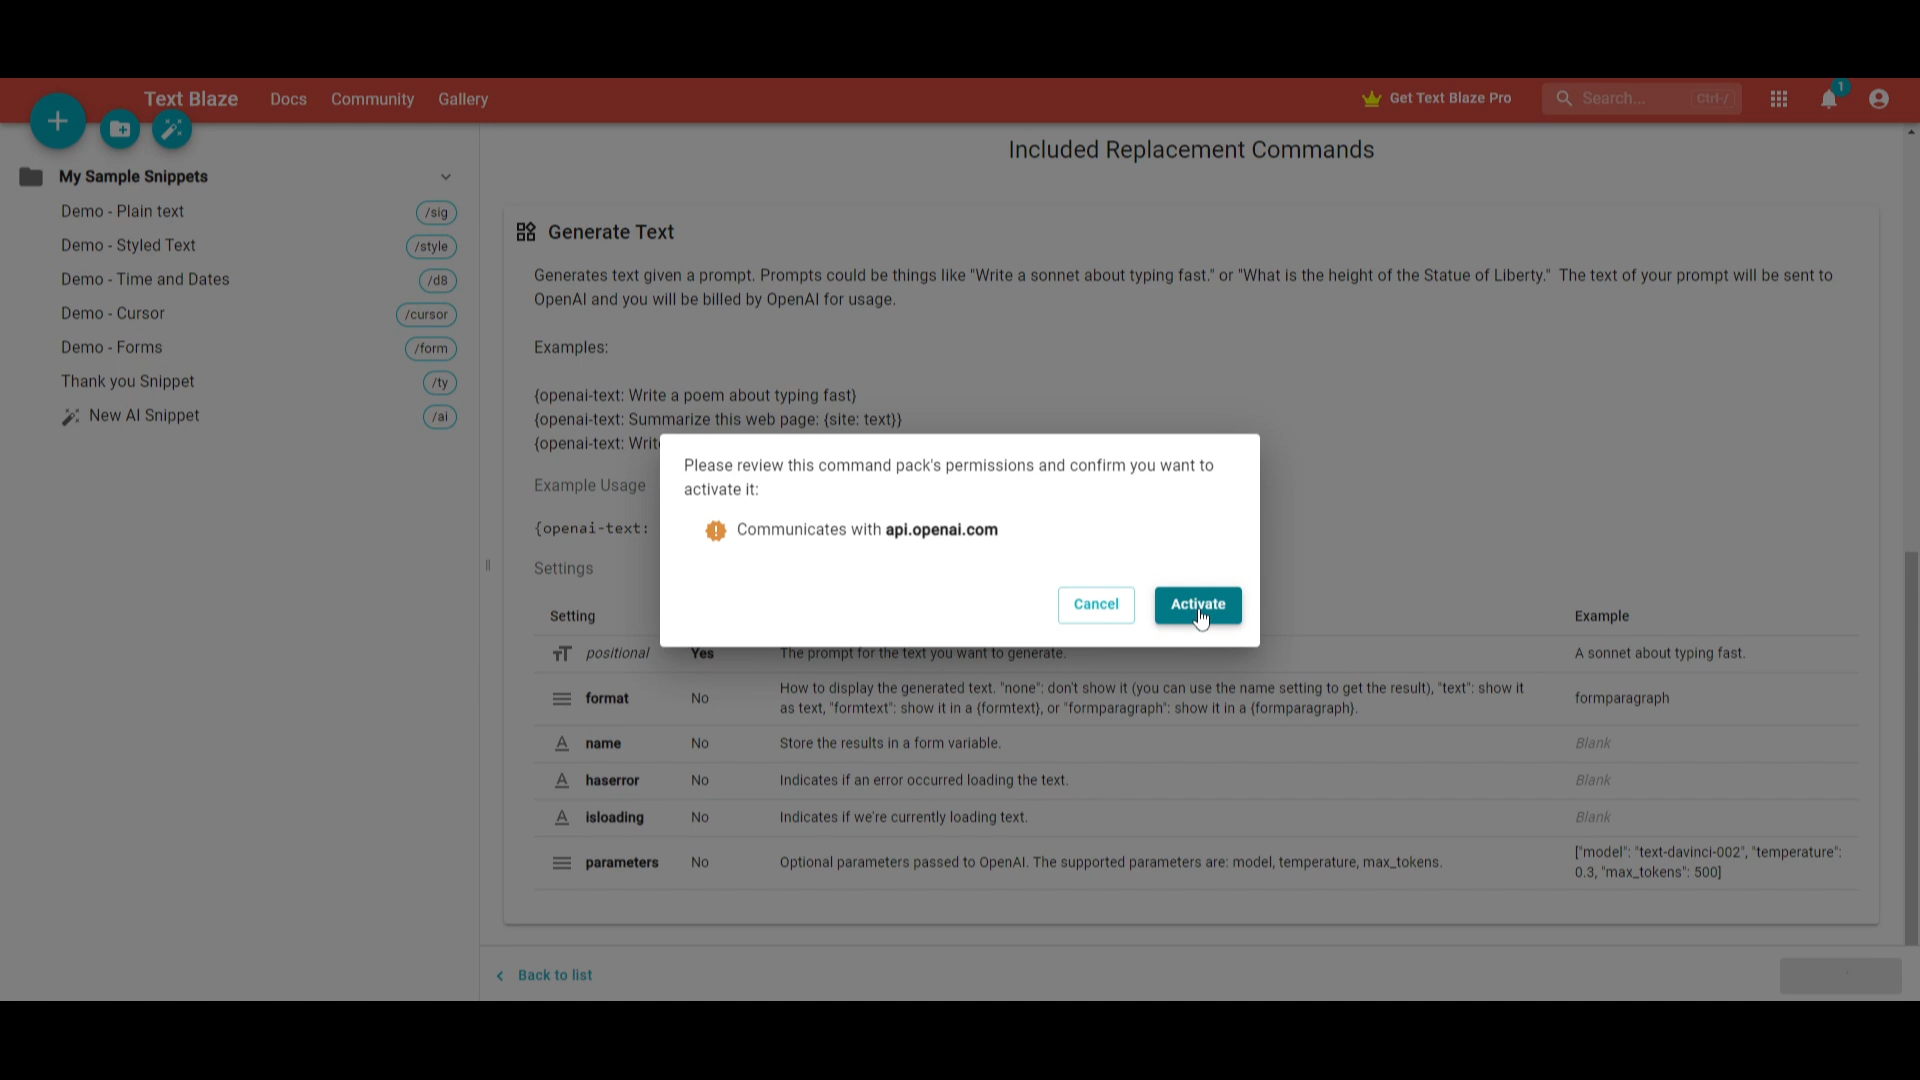 Text Blaze
Docs
Community
Gallery
Get Text Blaze Pro
Search...
Ctrl-/
1
My Sample Snippets
Demo - Plain text
/sig
Demo - Styled Text
/style
Demo - Time and Dates
/d8
Demo - Cursor
/cursor
Demo - Forms
/form
Thank you Snippet
/ty
New AI Snippet
/ai
Included Replacement Commands
Generate Text
Generates text given a prompt. Prompts could be things like "Write a sonnet about typing fast." or "What is the height of the Statue of Liberty." The text of your prompt will be sent to
OpenAI and you will be billed by OpenAI for usage.
Examples:
{openai-text: Write a poem about typing fast}
{openai-text: Summarize this web page: {site: text}}
{openai-text: Writ
Example Usage
{openai-text:
Settings
Please review this command pack's permissions and confirm you want to
activate it:
Communicates with api.openai.com
Cancel
Activate
Setting
Example
positional Yes The prompt for the text you want to generate. A sonnet about typing fast.
format No How to display the generated text. "none": don't show it (you can use the name setting to get the result), "text": show it
as text, "formtext": show it in a {formtext}, or "formparagraph": show it in a {formparagraph}. formparagraph
name No Store the results in a form variable. Blank
haserror No Indicates if an error occurred loading the text. Blank
isloading No Indicates if we're currently loading text. Blank
parameters No Optional parameters passed to OpenAI. The supported parameters are: model, temperature, max_tokens. ["model": "text-davinci-002", "temperature":
0.3, "max_tokens": 500]
Back to list